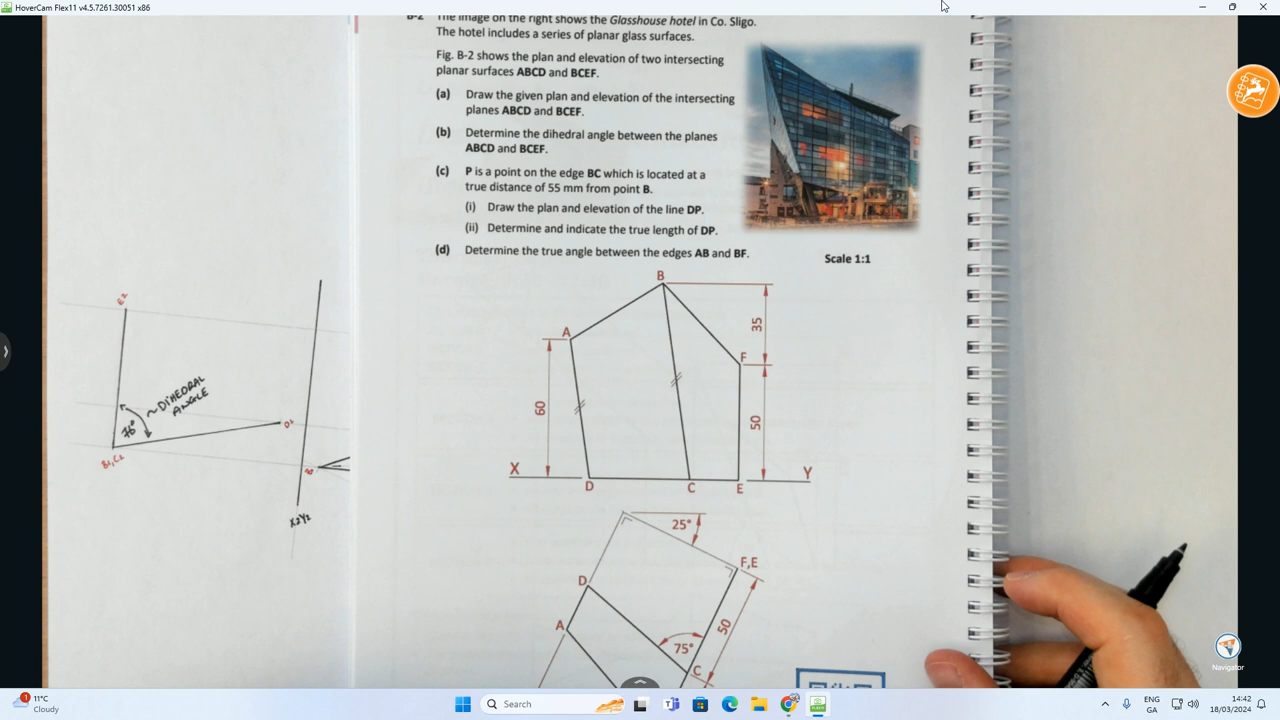 HoverCam Flex11 v4.5.7261.30051 x86
B-2 The image on the right shows the Glasshouse hotel in Co. Sligo.
The hotel includes a series of planar glass surfaces.
Fig. B-2 shows the plan and elevation of two intersecting
planar surfaces ABCD and BCEF.
(a) Draw the given plan and elevation of the intersecting
planes ABCD and BCEF.
(b) Determine the dihedral angle between the planes
ABCD and BCEF.
(c) P is a point on the edge BC which is located at a
true distance of 55 mm from point B.
(i) Draw the plan and elevation of the line DP.
(ii) Determine and indicate the true length of DP.
(d) Determine the true angle between the edges AB and BF.
Scale 1:1
B
35
A
F
60
50
X
Y
D
C
E
25°
F,E
D
50
A
75°
C
E2
~DIHEDRAL
ANGLE
76°
B2,C2
X2Y2
Navigator
11°C
Cloudy
1
Search
ENG
GA
14:42
18/03/2024